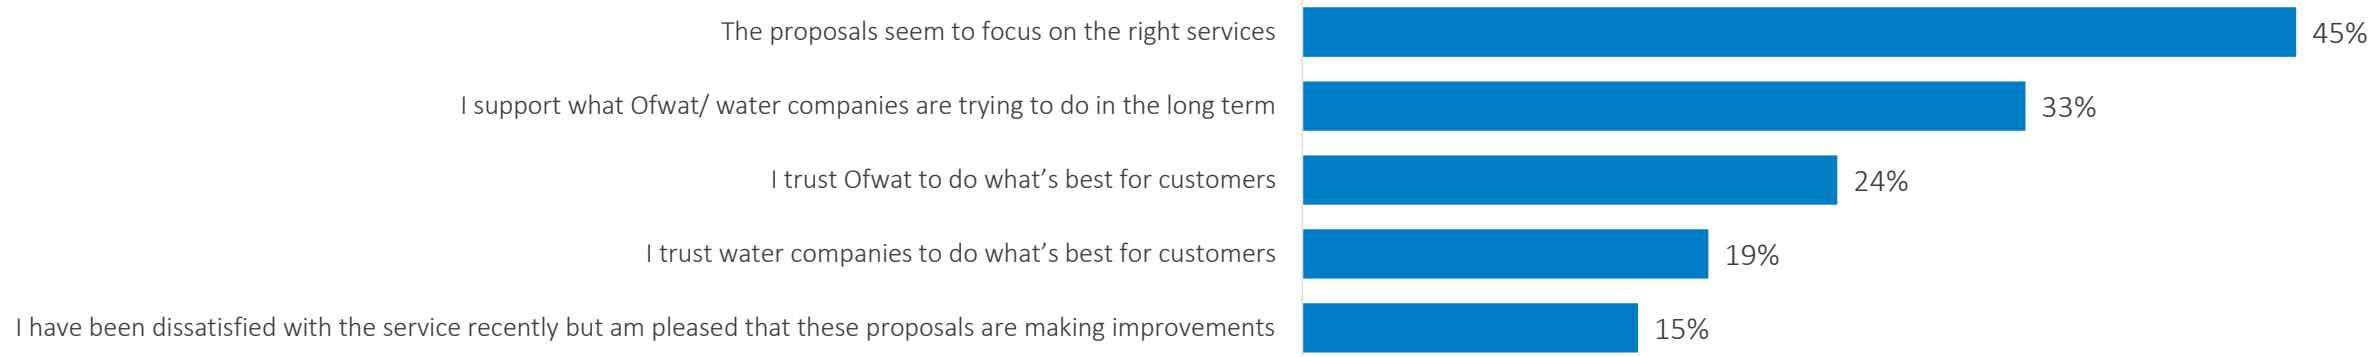 The proposals seem to focus on the right services 45%
I support what Ofwat/ water companies are trying to do in the long term 33%
I trust Ofwat to do what’s best for customers 24%
I trust water companies to do what’s best for customers 19%
I have been dissatisfied with the service recently but am pleased that these proposals are making improvements 15%